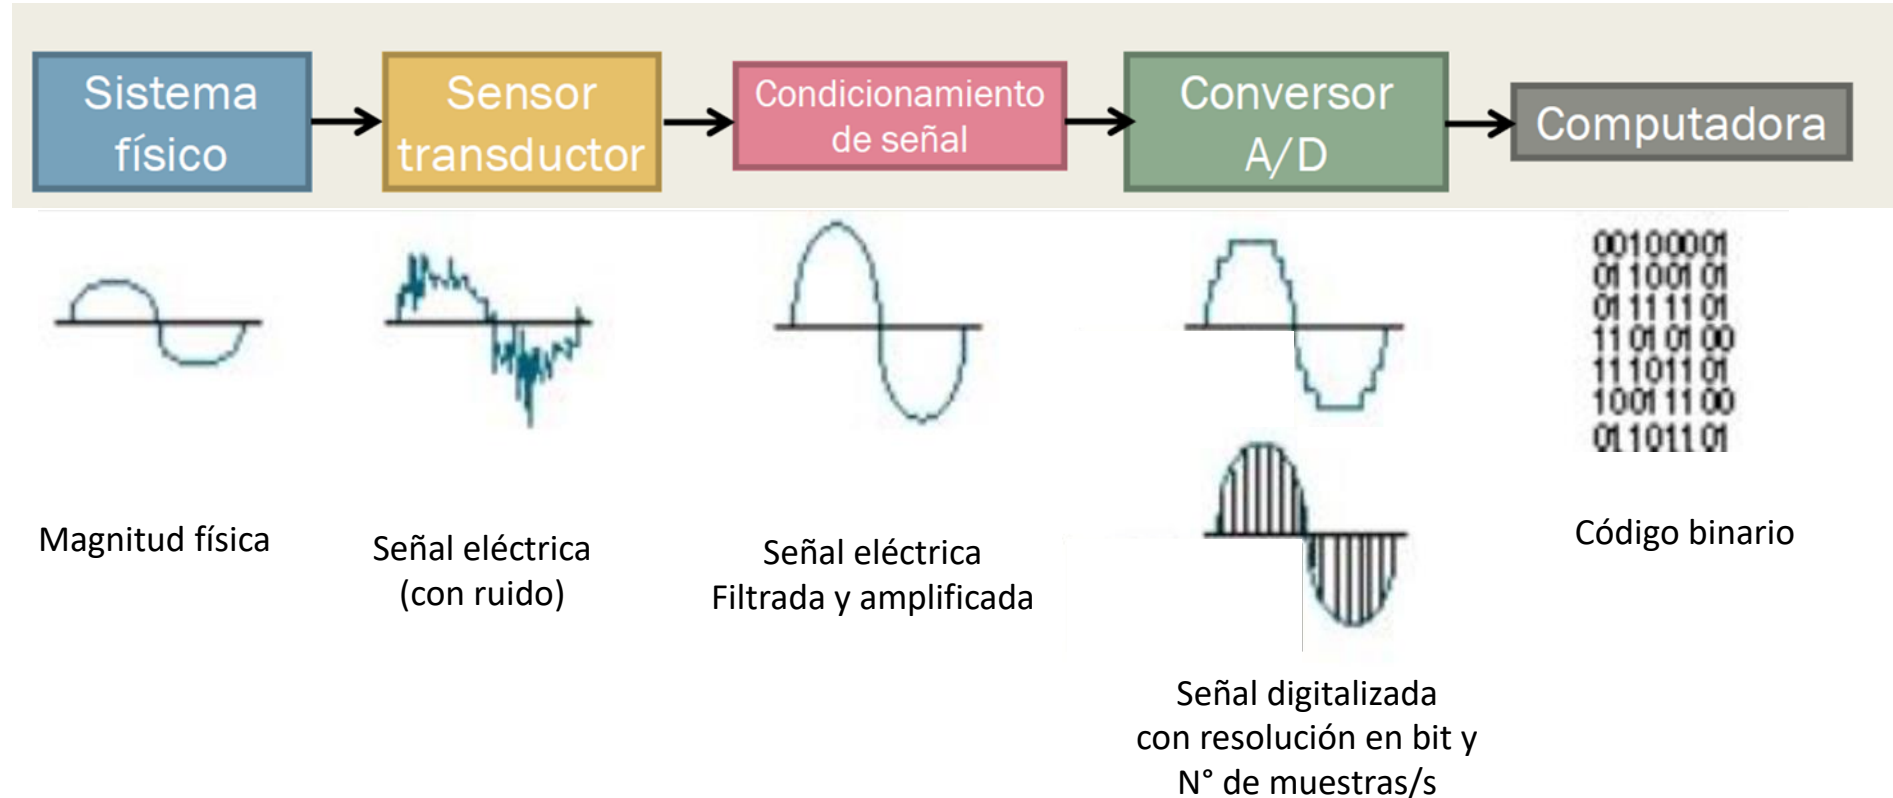 Sistema
físico
Sensor
transductor
Condicionamiento
de señal
Conversor
A/D
Computadora
00100001
01100101
01111101
11010100
11101101
10011100
01101101
Magnitud física
Señal eléctrica
(con ruido)
Señal eléctrica
Filtrada y amplificada
Señal digitalizada
con resolución en bit y
N° de muestras/s
Código binario